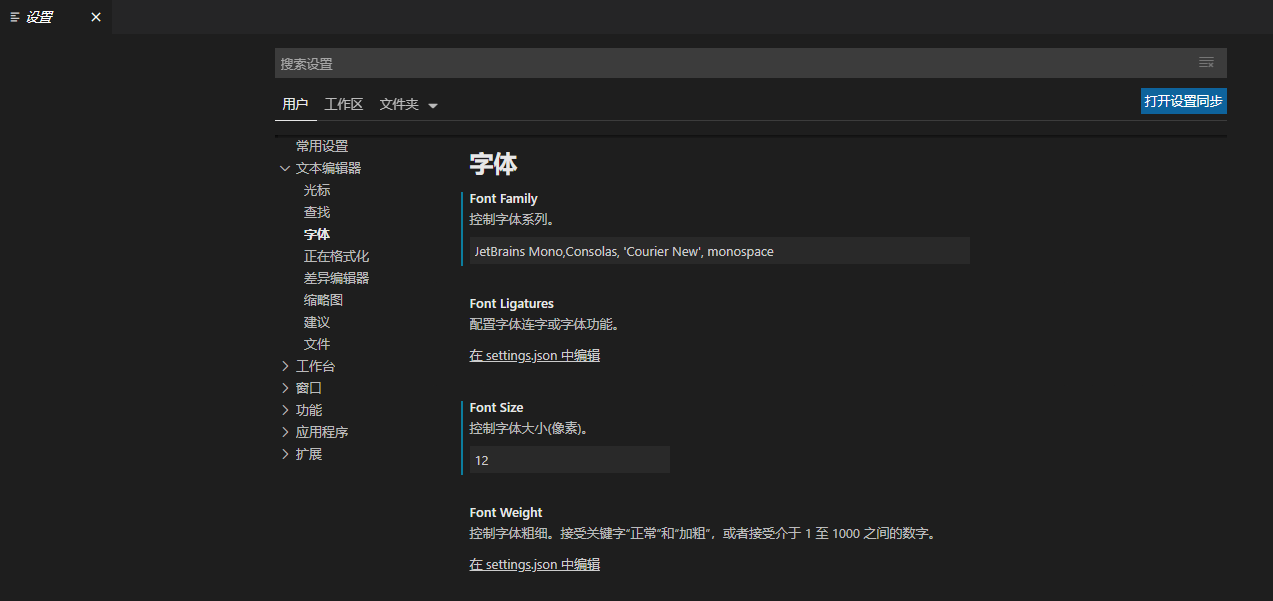 设置
搜索设置
用户 工作区 文件夹
打开设置同步
常用设置
文本编辑器
光标
查找
字体
正在格式化
差异编辑器
缩略图
建议
文件
工作台
窗口
功能
应用程序
扩展
字体
Font Family
控制字体系列。
JetBrains Mono,Consolas, 'Courier New', monospace
Font Ligatures
配置字体连字或字体功能。
在 settings.json 中编辑
Font Size
控制字体大小(像素)。
12
Font Weight
控制字体粗细。接受关键字“正常”和“加粗”，或者接受介于 1 至 1000 之间的数字。
在 settings.json 中编辑